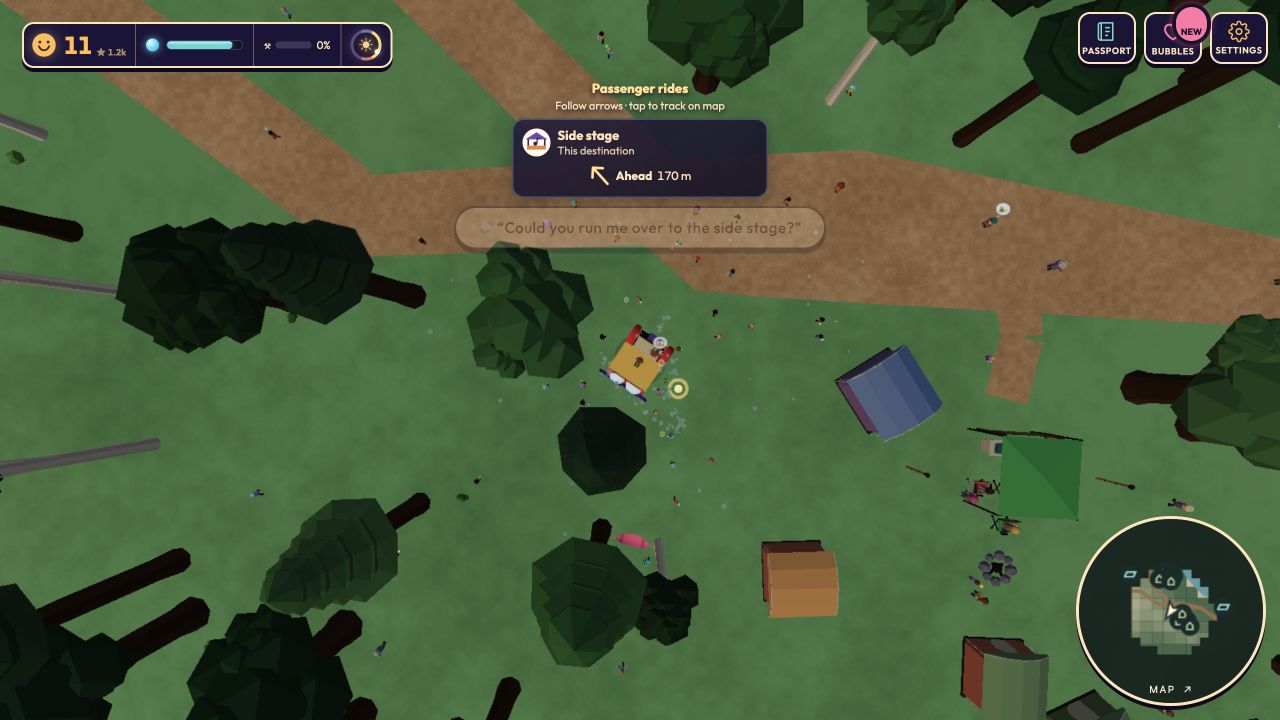 11
★1.2k
0%
PASSPORT
BUBBLES
NEW
SETTINGS
Passenger rides
Follow arrows · tap to track on map
Side stage
This destination
Ahead 170 m
“Could you run me over to the side stage?”
MAP ↗